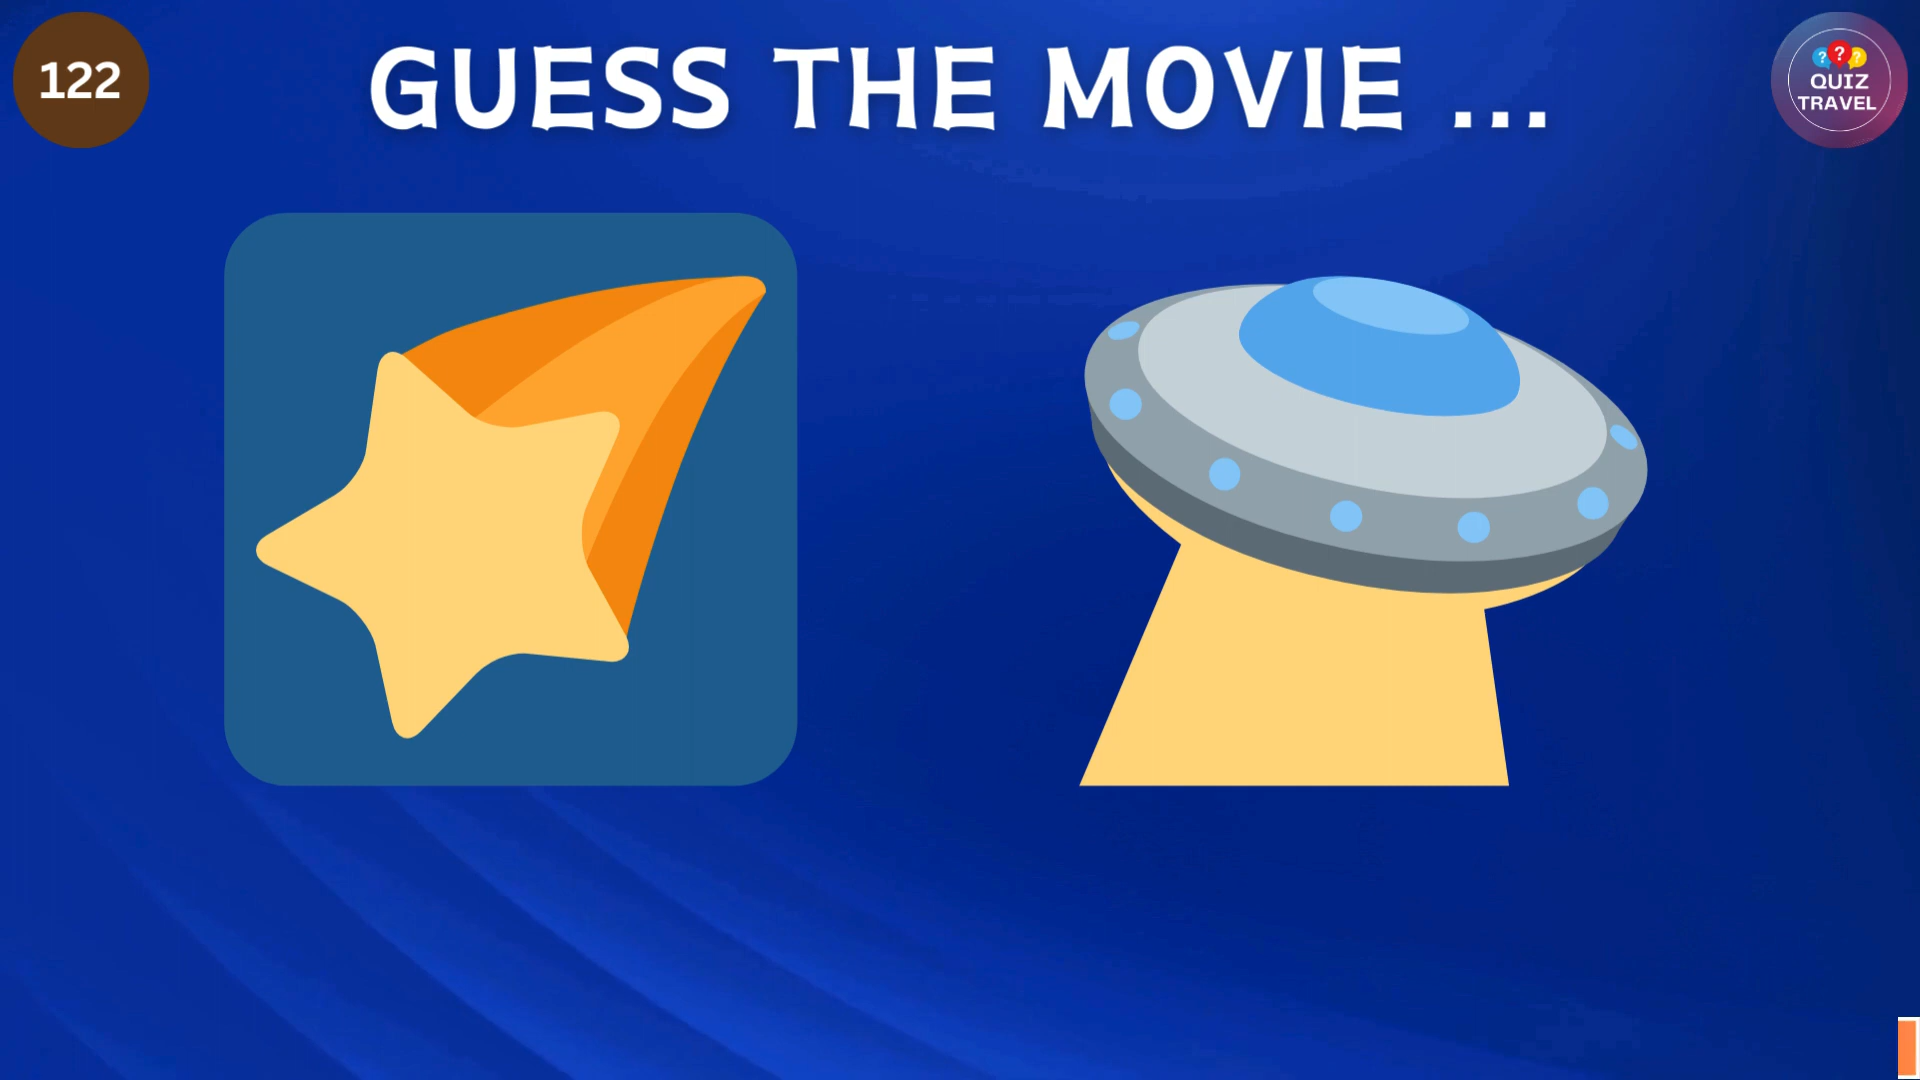 122
GUESS THE MOVIE ...
? ? ?
QUIZ
TRAVEL